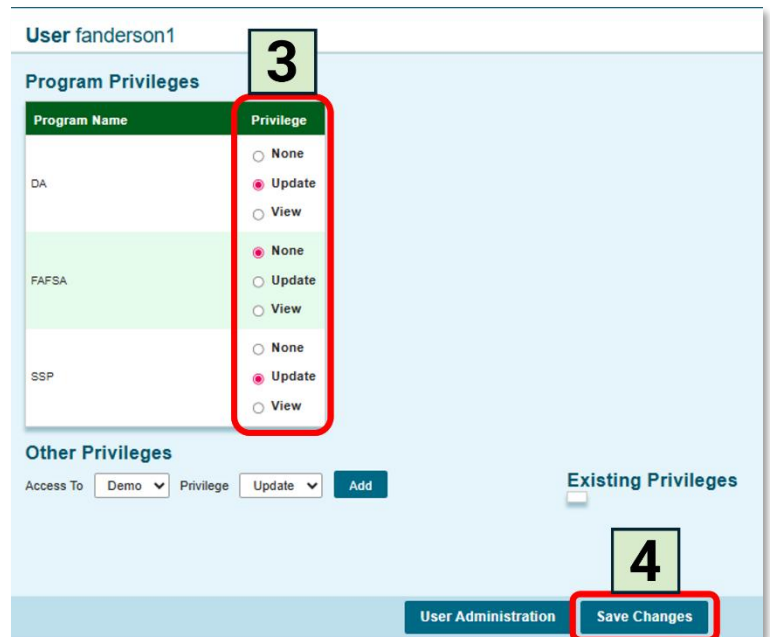 User fanderson1
3
Program Privileges
Program Name Privilege
None
DA Update
View
None
FAFSA Update
View
None
SSP Update
View
Other Privileges
Access To Demo Privilege Update Add
Existing Privileges
4
User Administration Save Changes